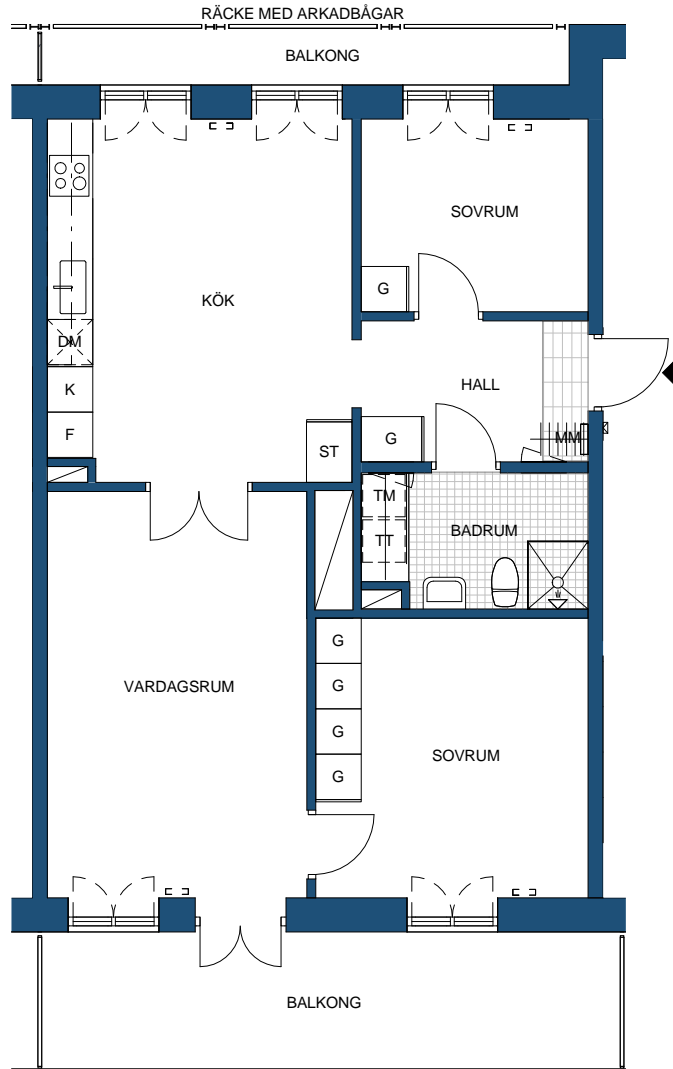 RÄCKE MED ARKADBÅGAR
BALKONG
SOVRUM
G
KÖK
DM
K
F
HALL
G
MM
ST
TM
TT
BADRUM
G
G
G
G
VARDAGSRUM
SOVRUM
BALKONG